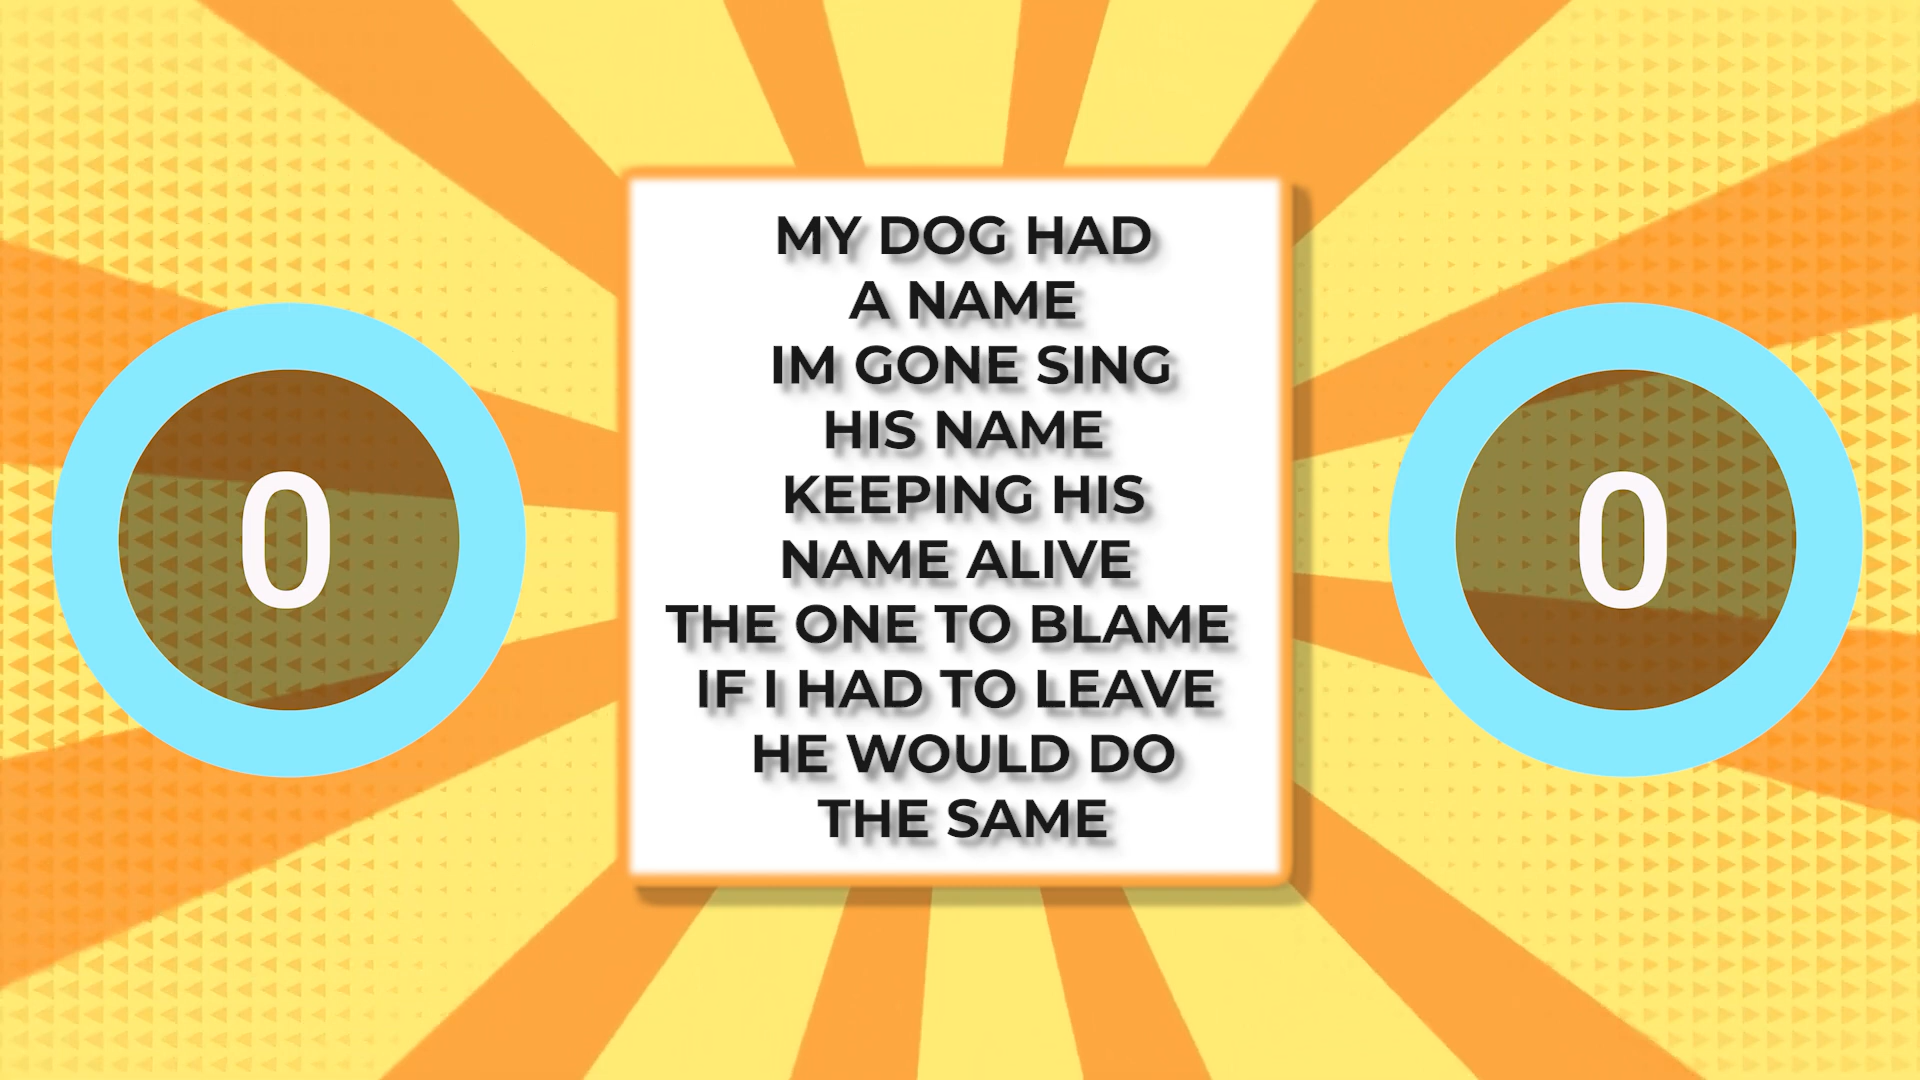 MY DOG HAD
A NAME
IM GONE SING
HIS NAME
KEEPING HIS
NAME ALIVE
THE ONE TO BLAME
IF I HAD TO LEAVE
HE WOULD DO
THE SAME
0
0